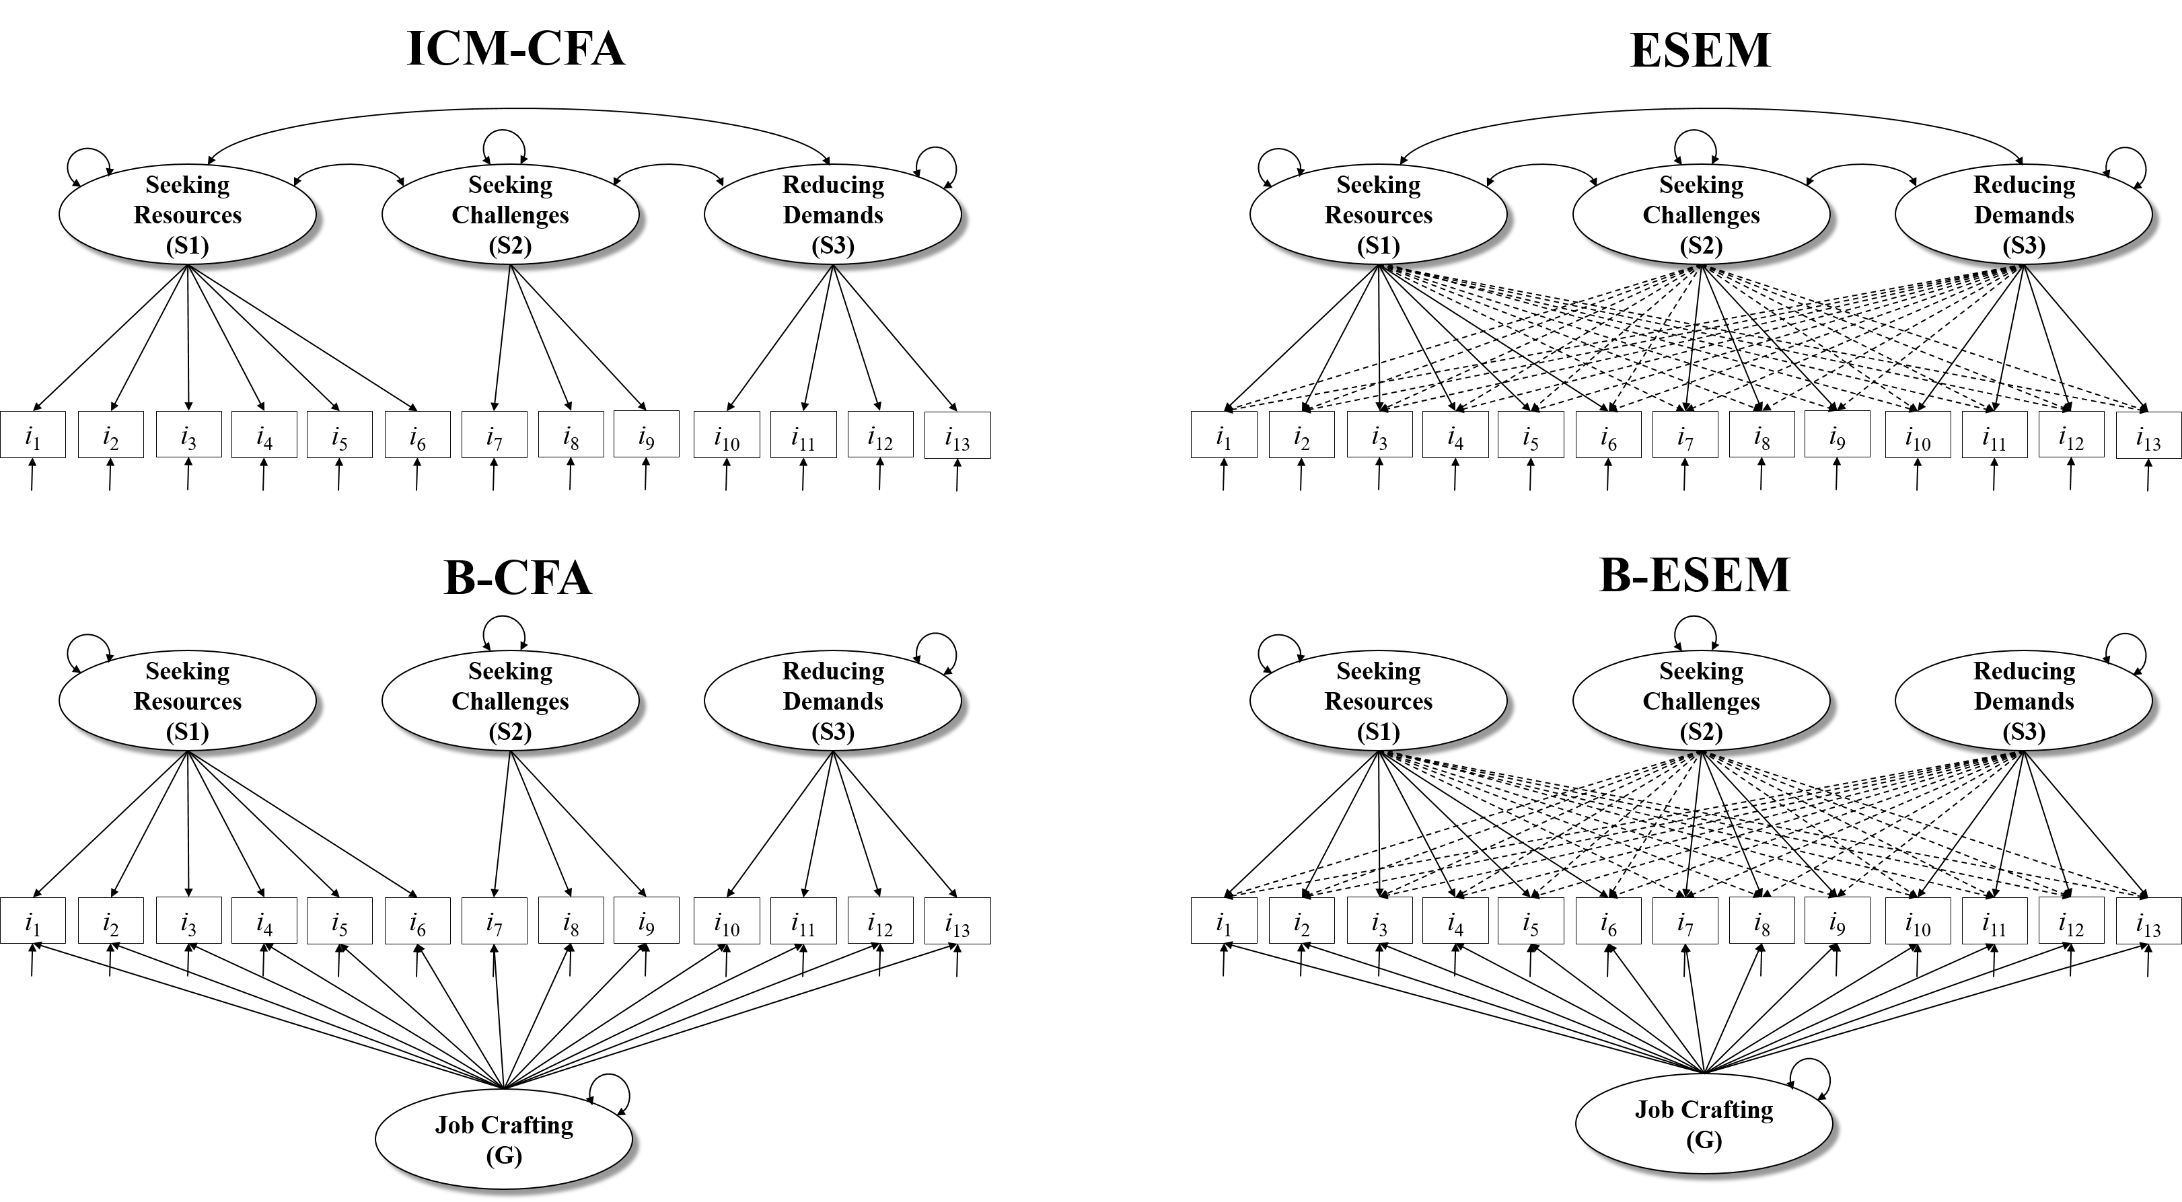 ICM-CFA
Seeking
Resources
(S1)
Seeking
Challenges
(S2)
Reducing
Demands
(S3)
i1 i2 i3 i4 i5 i6 i7 i8 i9 i10 i11 i12 i13
ESEM
Seeking
Resources
(S1)
Seeking
Challenges
(S2)
Reducing
Demands
(S3)
i1 i2 i3 i4 i5 i6 i7 i8 i9 i10 i11 i12 i13
B-CFA
Seeking
Resources
(S1)
Seeking
Challenges
(S2)
Reducing
Demands
(S3)
i1 i2 i3 i4 i5 i6 i7 i8 i9 i10 i11 i12 i13
Job Crafting
(G)
B-ESEM
Seeking
Resources
(S1)
Seeking
Challenges
(S2)
Reducing
Demands
(S3)
i1 i2 i3 i4 i5 i6 i7 i8 i9 i10 i11 i12 i13
Job Crafting
(G)